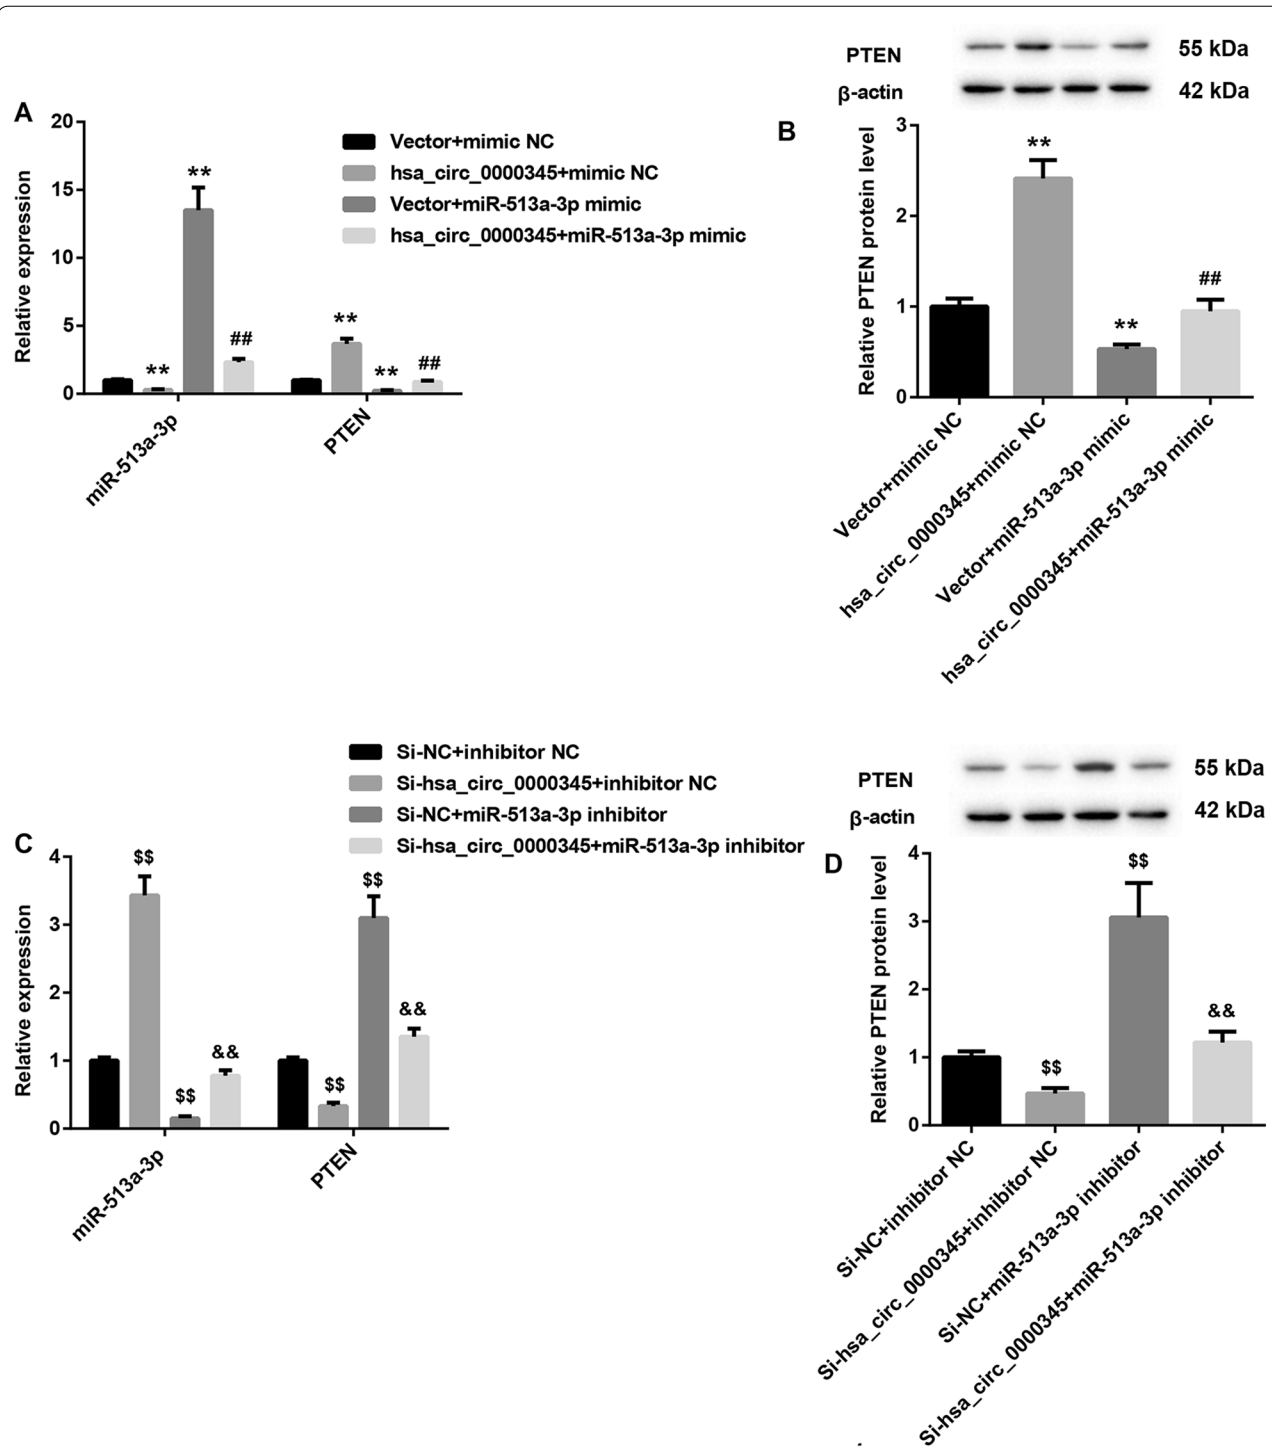 A
20
15
10
5
0
Relative expression
Vector+mimic NC
hsa_circ_0000345+mimic NC
Vector+miR-513a-3p mimic
hsa_circ_0000345+miR-513a-3p mimic
**
**
##
**
**
##
miR-513a-3p
PTEN
B
PTEN
55 kDa
β-actin
42 kDa
3
2
1
0
Relative PTEN protein level
**
**
##
Vector+mimic NC
hsa_circ_0000345+mimic NC
Vector+miR-513a-3p mimic
hsa_circ_0000345+miR-513a-3p mimic
C
Si-NC+inhibitor NC
Si-hsa_circ_0000345+inhibitor NC
Si-NC+miR-513a-3p inhibitor
Si-hsa_circ_0000345+miR-513a-3p inhibitor
4
3
2
1
0
Relative expression
$$
$$
&&
$$
$$
&&
miR-513a-3p
PTEN
D
PTEN
55 kDa
β-actin
42 kDa
4
3
2
1
0
Relative PTEN protein level
$$
$$
&&
Si-NC+inhibitor NC
Si-hsa_circ_0000345+inhibitor NC
Si-NC+miR-513a-3p inhibitor
Si-hsa_circ_0000345+miR-513a-3p inhibitor